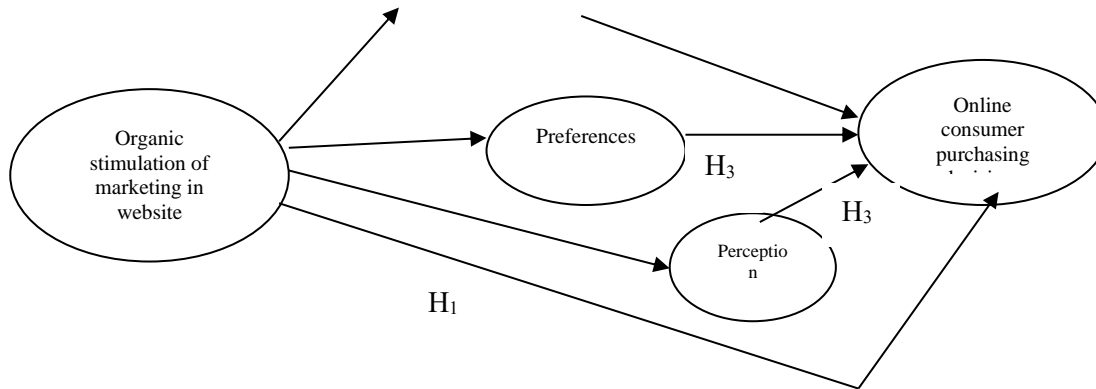 Organic
stimulation of
marketing in
website
Preferences
H₃
Online
consumer
purchasing
H₃
Perceptio
n
H₁